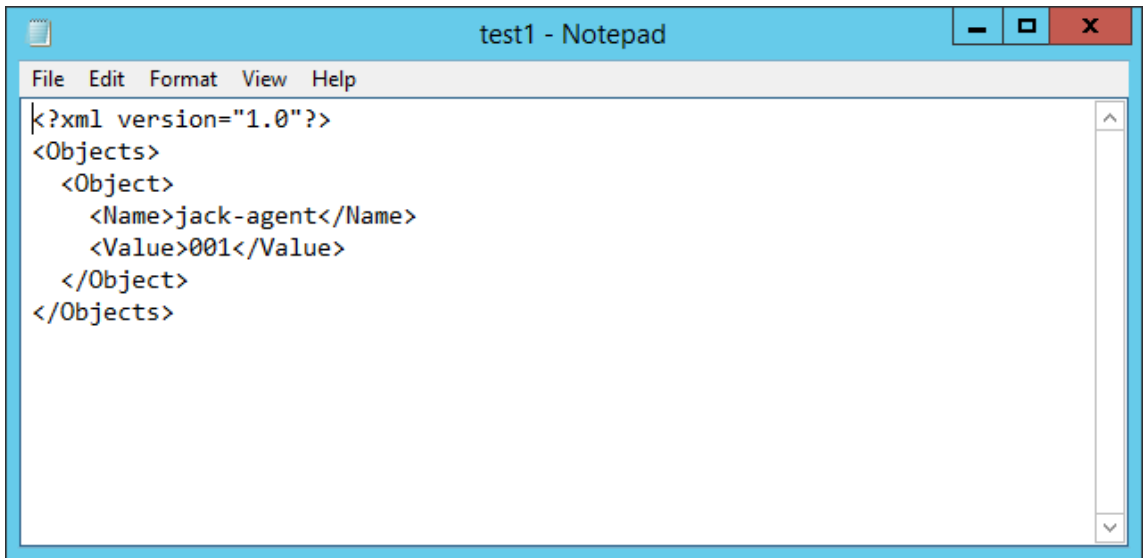 test1 - Notepad
File Edit Format View Help
<?xml version="1.0"?>
<Objects>
  <Object>
    <Name>jack-agent</Name>
    <Value>001</Value>
  </Object>
</Objects>